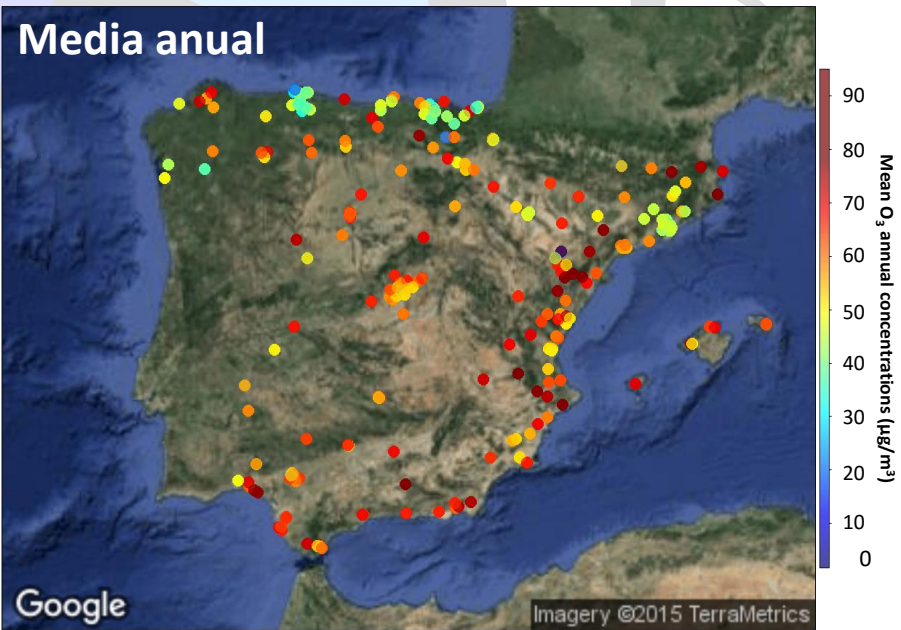 Media anual
90
80
70
60
50
40
30
20
10
0
Mean O₃ annual concentrations (µg/m³)
Google
Imagery ©2015 TerraMetrics